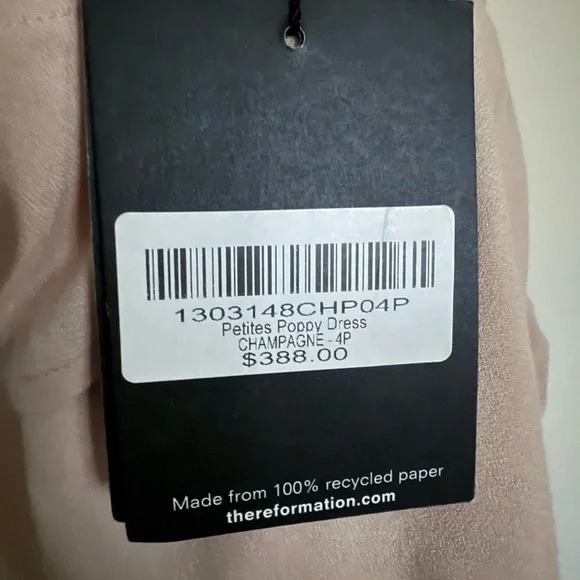 1303148CHP04P
Petites Poppy Dress
CHAMPAGNE - 4P
$388.00
Made from 100% recycled paper
thereformation.com